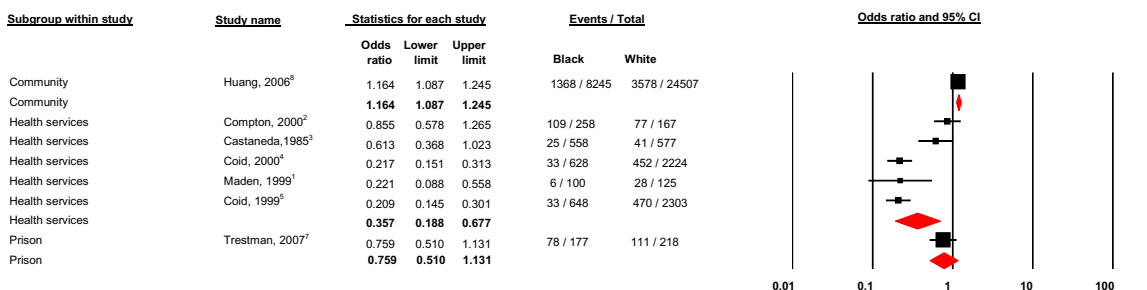 Subgroup within study Study name Statistics for each study Events / Total Odds ratio and 95% CI
Odds Lower Upper
ratio limit limit Black White
Community Huang, 2006⁸ 1.164 1.087 1.245 1368 / 8245 3578 / 24507
Community 1.164 1.087 1.245
Health services Compton, 2000² 0.855 0.578 1.265 109 / 258 77 / 167
Health services Castaneda,1985³ 0.613 0.368 1.023 25 / 558 41 / 577
Health services Coid, 2000⁴ 0.217 0.151 0.313 33 / 628 452 / 2224
Health services Maden, 1999¹ 0.221 0.088 0.558 6 / 100 28 / 125
Health services Coid, 1999⁵ 0.209 0.145 0.301 33 / 648 470 / 2303
Health services 0.357 0.188 0.677
Prison Trestman, 2007⁷ 0.759 0.510 1.131 78 / 177 111 / 218
Prison 0.759 0.510 1.131
0.01 0.1 1 10 100